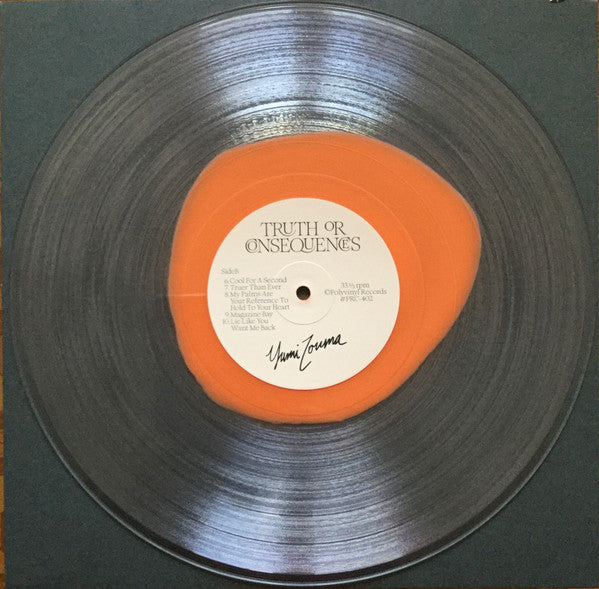 TRUTH OR
CONSEQUENCES
Side B
6. Cool For A Second
7. Truer Than Ever
8. My Palms Are
Your Reference To
Hold To Your Heart
9. Magazine Bay
10. Lie Like You
Want Me Back
33 ⅓ rpm
©Polyvinyl Records
#PRC-402
Yumi Zouma